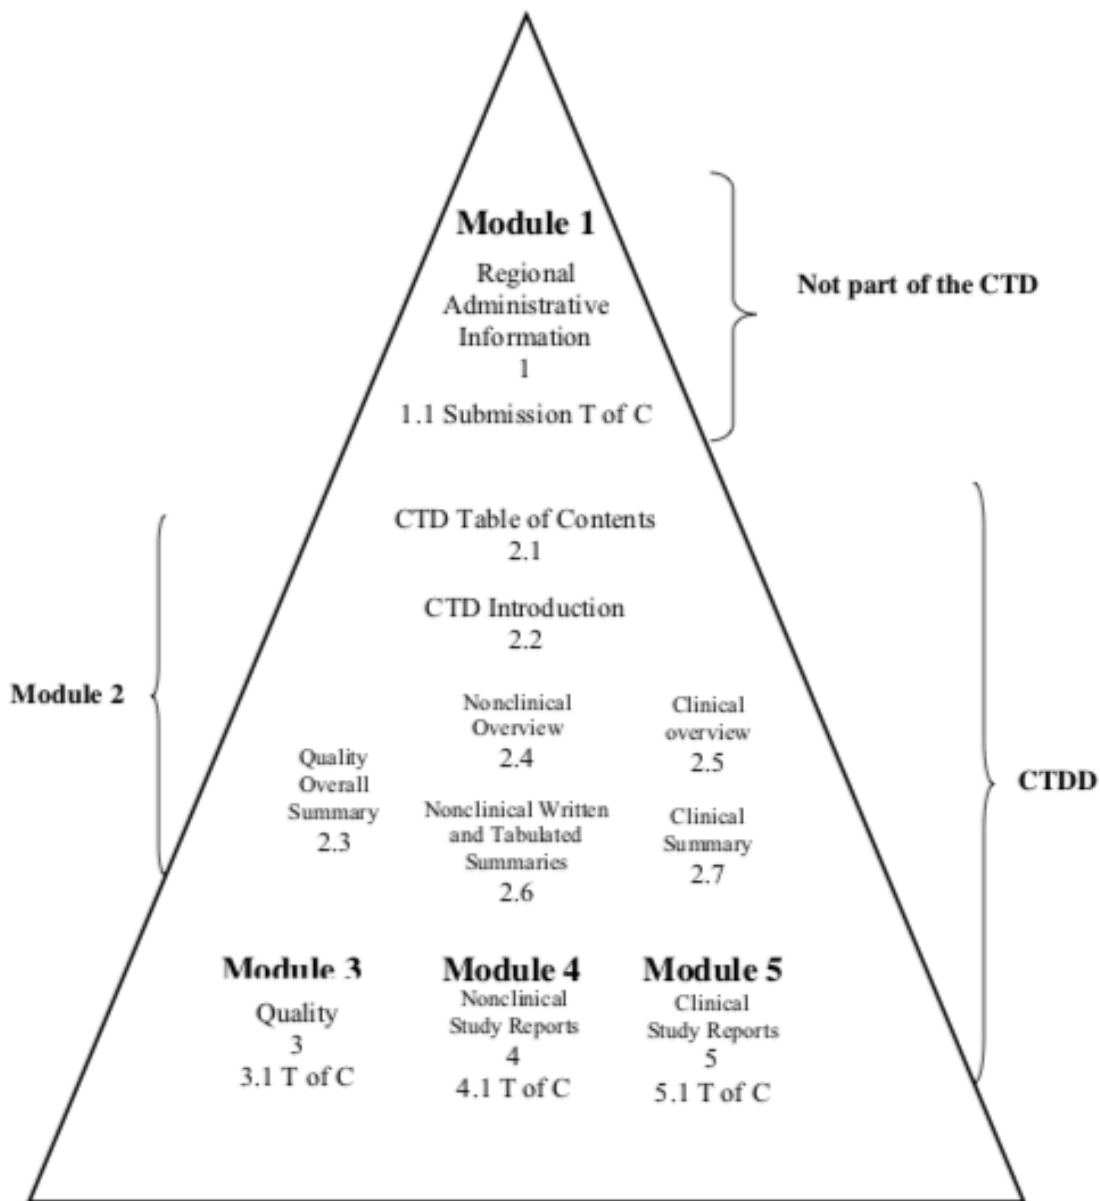 Module 1
Regional
Administrative
Information
1
1.1 Submission T of C
Not part of the CTD
CTD Table of Contents
2.1
CTD Introduction
2.2
Module 2
Quality
Overall
Summary
2.3
Nonclinical
Overview
2.4
Nonclinical Written
and Tabulated
Summaries
2.6
Clinical
overview
2.5
Clinical
Summary
2.7
CTDD
Module 3
Quality
3
3.1 T of C
Module 4
Nonclinical
Study Reports
4
4.1 T of C
Module 5
Clinical
Study Reports
5
5.1 T of C